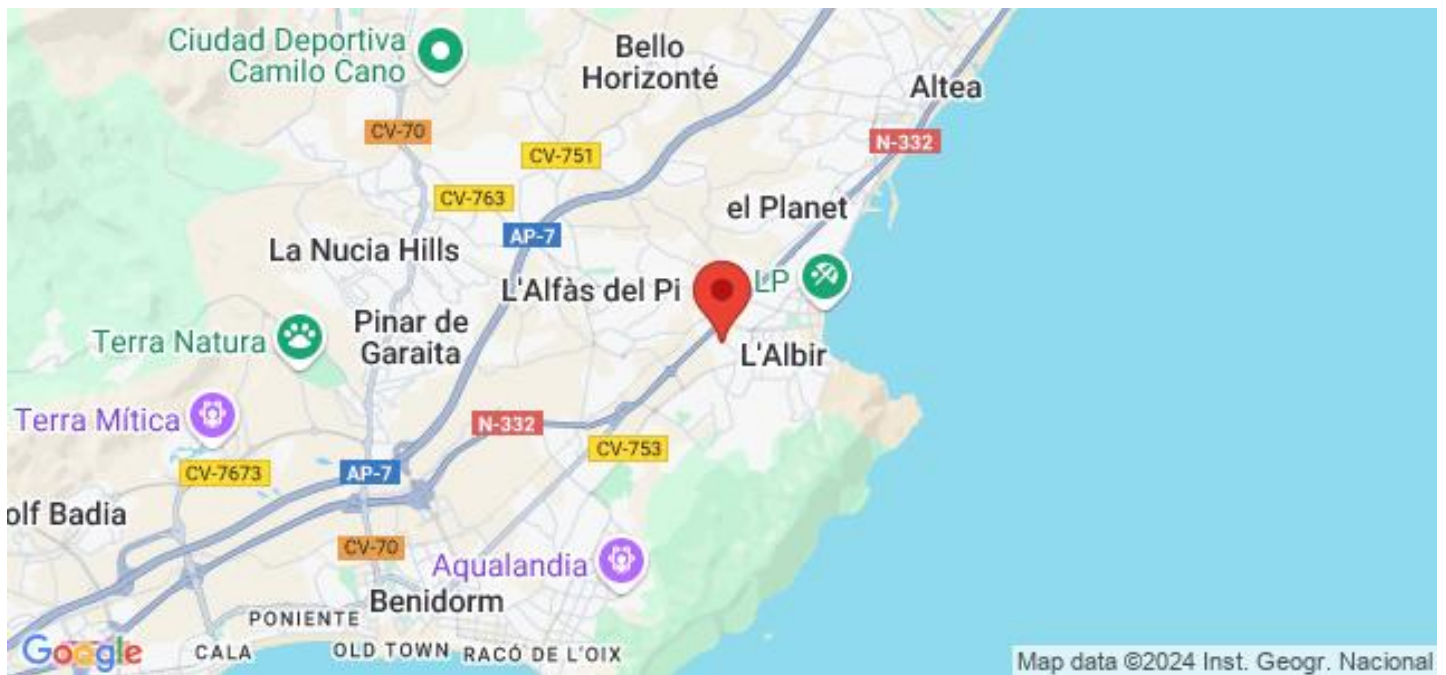 Ciudad Deportiva
Camilo Cano
Bello
Horizonté
Altea
CV-70
N-332
CV-751
CV-763
el Planet
AP-7
La Nucia Hills
L'Alfàs del Pi
LP
Pinar de
Garaita
Terra Natura
L'Albir
Terra Mítica
N-332
CV-753
CV-7673
AP-7
olf Badia
CV-70
Aqualandia
Benidorm
PONIENTE
Google
CALA
OLD TOWN
RACÓ DE L'OIX
Map data ©2024 Inst. Geogr. Nacional